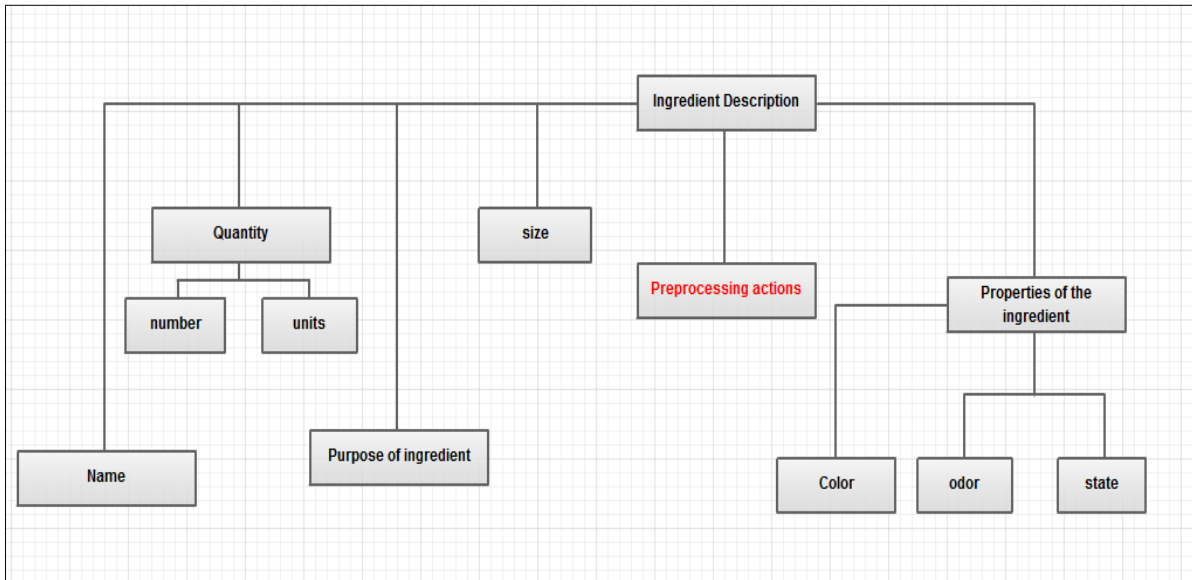 Ingredient Description
Quantity
size
Preprocessing actions
Properties of the
ingredient
number
units
Purpose of ingredient
Name
Color
odor
state